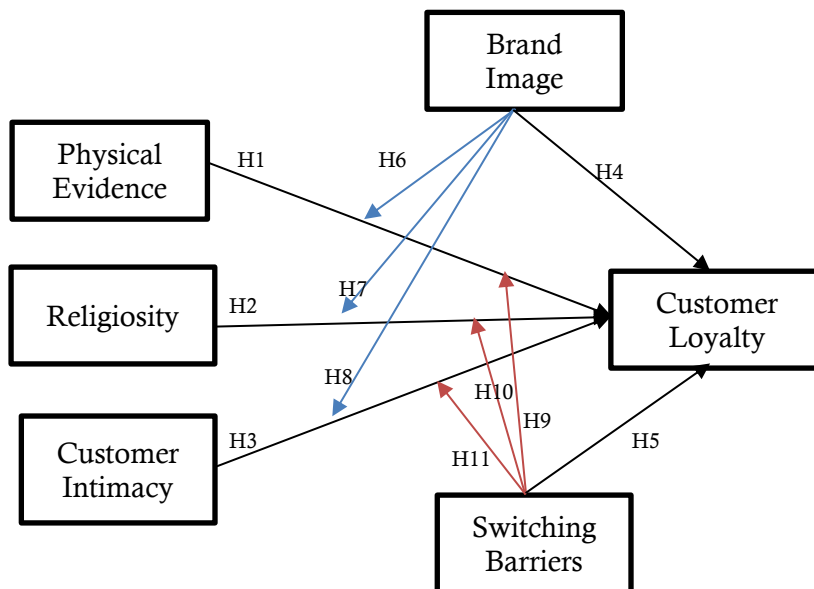 Brand
Image
Physical
Evidence
H1
H6
H4
Religiosity
H2
H7
Customer
Loyalty
H8
H10
H9
H3
H11
H5
Customer
Intimacy
Switching
Barriers